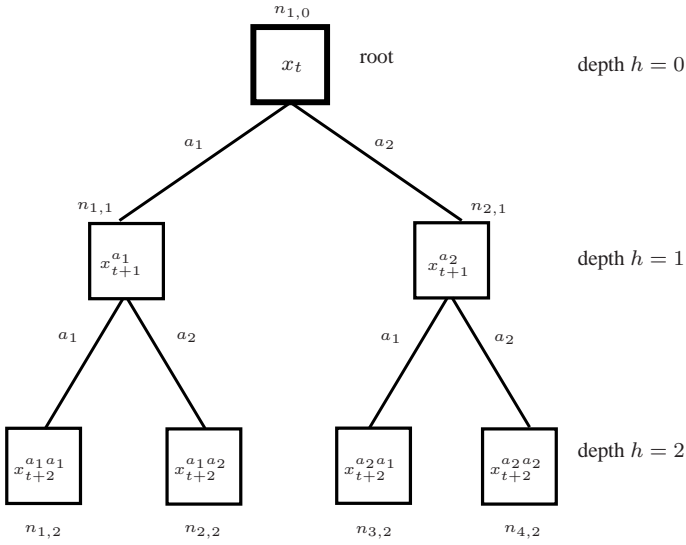 n_{1,0}
x_t root depth h = 0
a_1 a_2
n_{1,1} n_{2,1}
x_{t+1}^{a_1} x_{t+1}^{a_2} depth h = 1
a_1 a_2 a_1 a_2
x_{t+2}^{a_1 a_1} x_{t+2}^{a_1 a_2} x_{t+2}^{a_2 a_1} x_{t+2}^{a_2 a_2} depth h = 2
n_{1,2} n_{2,2} n_{3,2} n_{4,2}